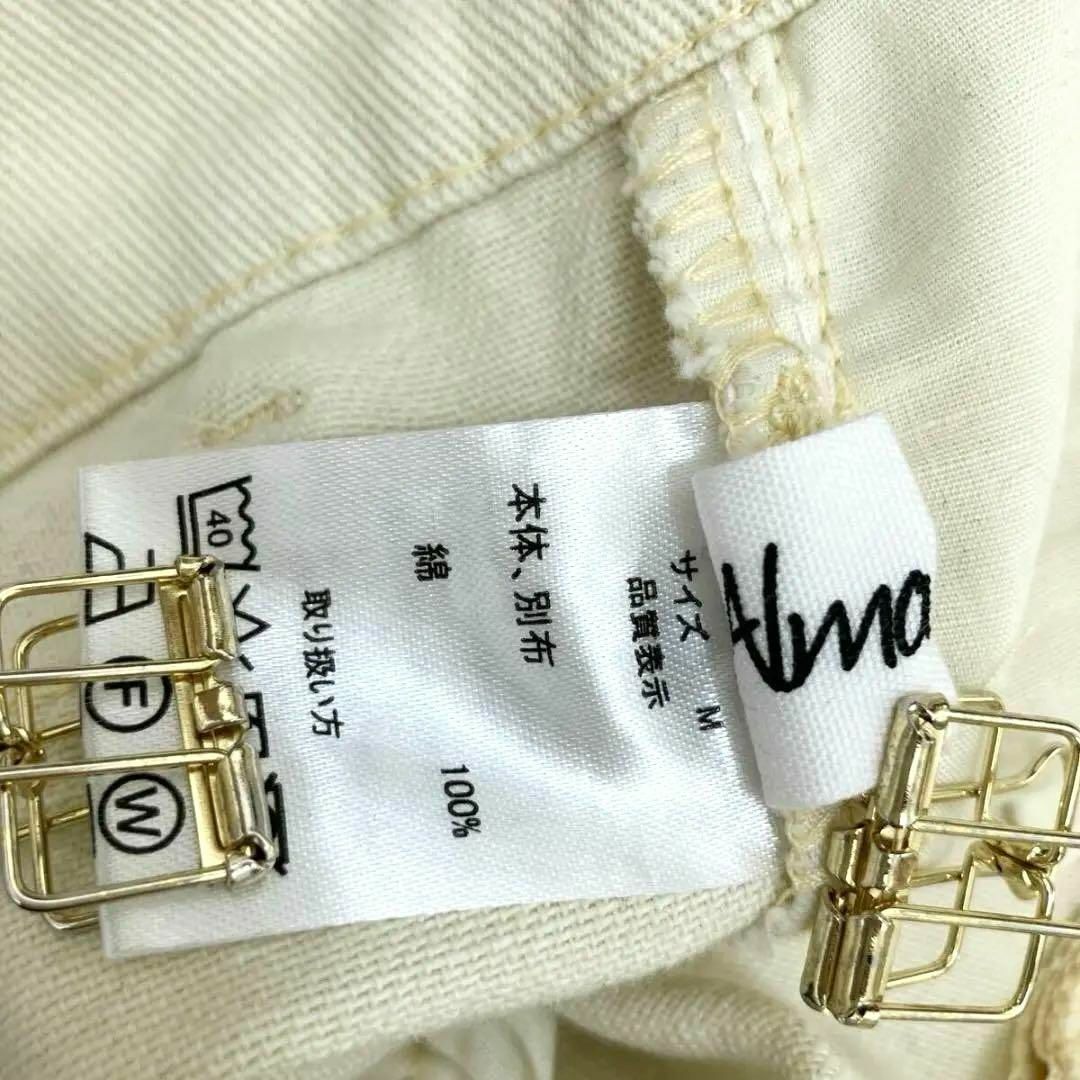 Amo
サイズ M
品質表示
本体、別布
綿 100%
取り扱い方
40
F
W